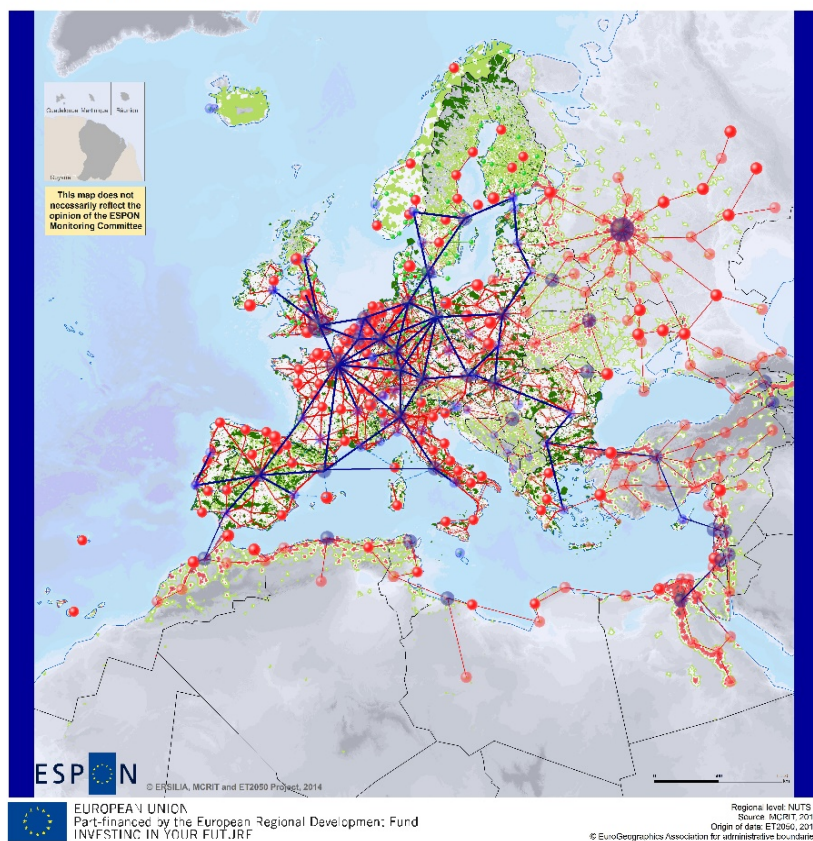 Guadeloupe Martinique Réunion
Guyane
This map does not
necessarily reflect the
opinion of the ESPON
Monitoring Committee
ESPON
© ERSILIA, MCRIT and ET2050 Project, 2014
EUROPEAN UNION
Part-financed by the European Regional Development Fund
INVESTING IN YOUR FUTURE
Regional level: NUTS
Source: MCRIT, 201
Origin of data: ET2050, 201
© EuroGeographics Association for administrative boundarie